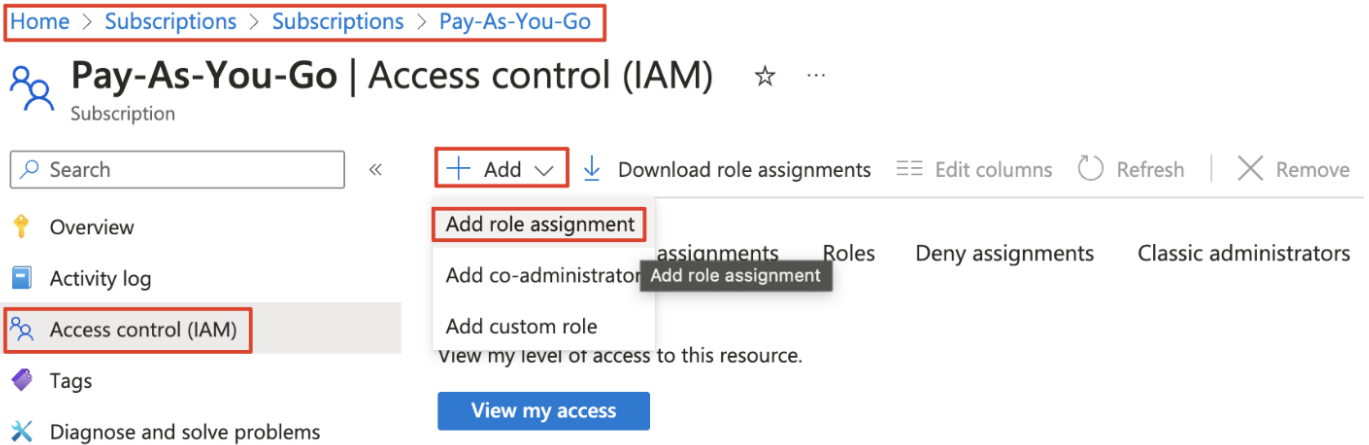 Home > Subscriptions > Subscriptions > Pay-As-You-Go
Pay-As-You-Go | Access control (IAM)
Subscription
Search
Add
Download role assignments
Edit columns
Refresh
Remove
Overview
Activity log
Access control (IAM)
Tags
Diagnose and solve problems
Add role assignment
Add co-administrator
Add custom role
Add role assignment
assignments
Roles
Deny assignments
Classic administrators
View my level of access to this resource.
View my access